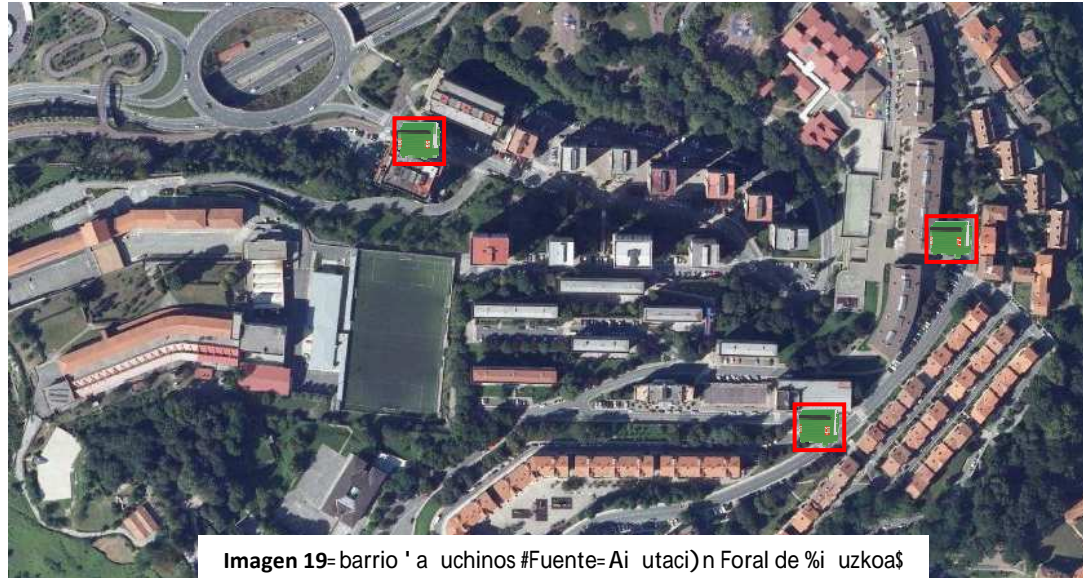 Imagen 19= barrio ' a uchinos #Fuente= Ai utaci) n Foral de %i uzkoa$